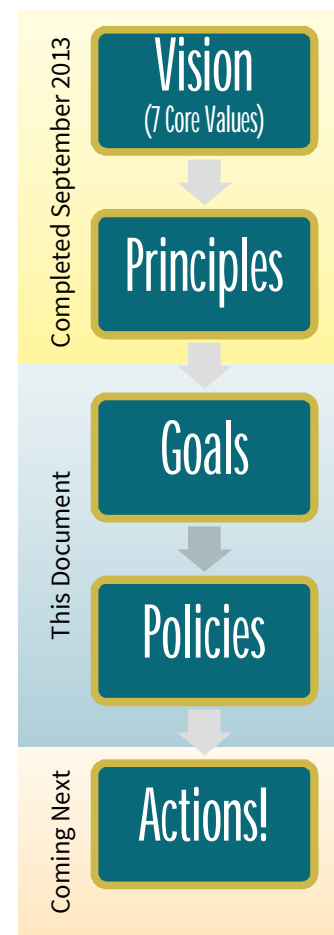 Completed September 2013
Vision
(7 Core Values)
Principles
This Document
Goals
Policies
Coming Next
Actions!